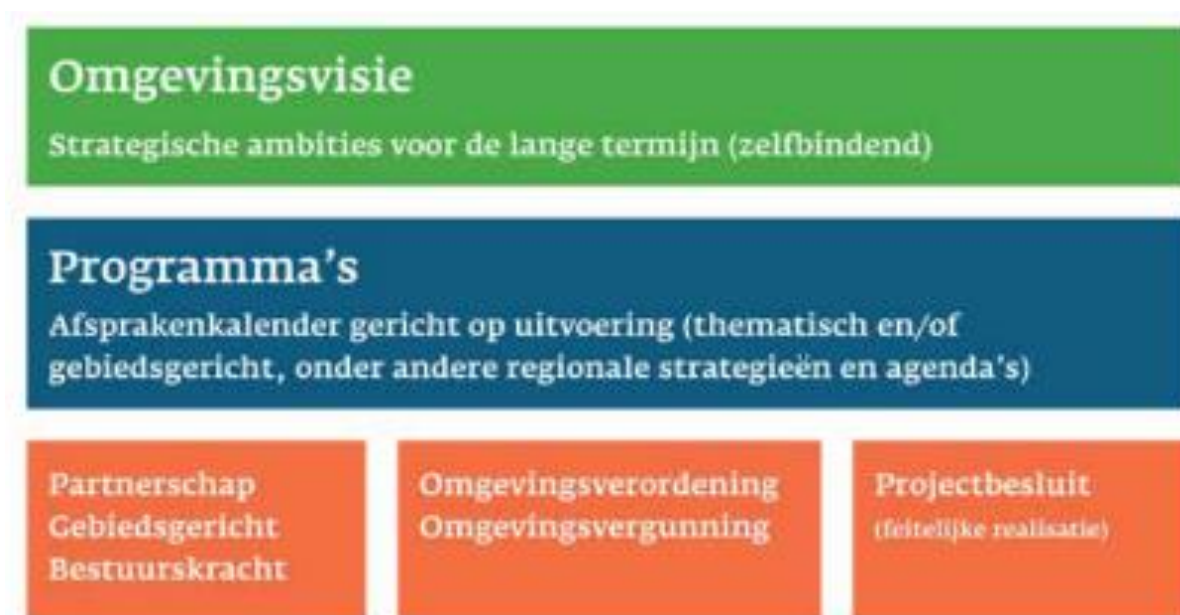 Omgevingsvisie
Strategische ambities voor de lange termijn (zelfbindend)
Programma's
Afsprakenkalender gericht op uitvoering (thematisch en/of
gebiedsgericht, onder andere regionale strategieën en agenda's)
Partnerschap
Gebiedsgericht
Bestuurskracht
Omgevingsverordening
Omgevingsvergunning
Projectbesluit
(feitelijke realisatie)